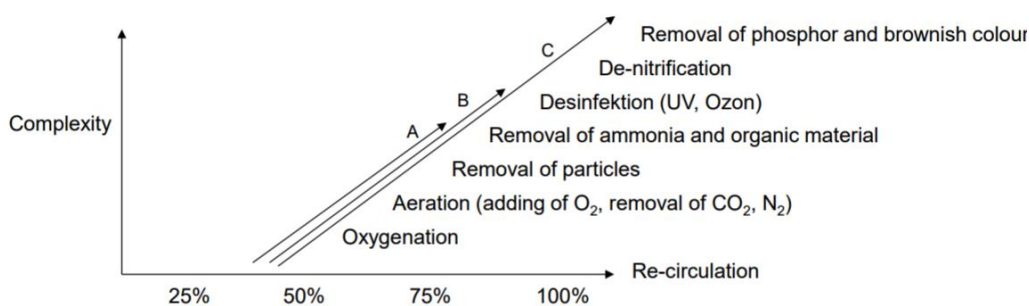 Removal of phosphor and brownish colour
C
De-nitrification
B
Desinfektion (UV, Ozon)
Complexity
A
Removal of ammonia and organic material
Removal of particles
Aeration (adding of O₂, removal of CO₂, N₂)
Oxygenation
Re-circulation
25% 50% 75% 100%